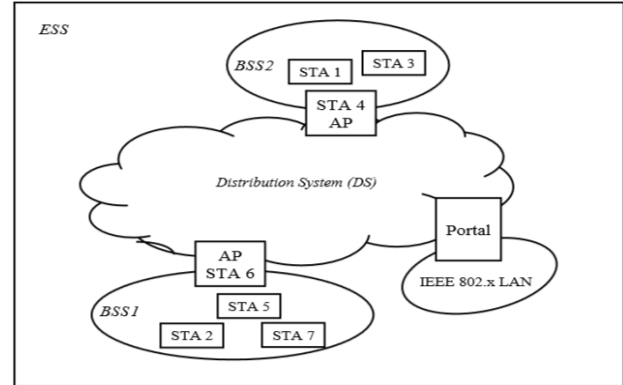 ESS
BSS2
STA 1
STA 3
STA 4
AP
Distribution System (DS)
Portal
IEEE 802.x LAN
AP
STA 6
BSS1
STA 5
STA 2
STA 7